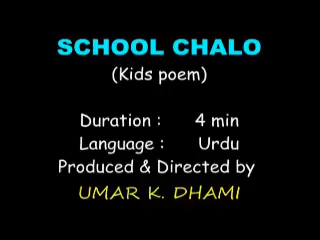 SCHOOL CHALO
(Kids poem)
Duration : 4 min
Language : Urdu
Produced & Directed by
UMAR K. DHAMI